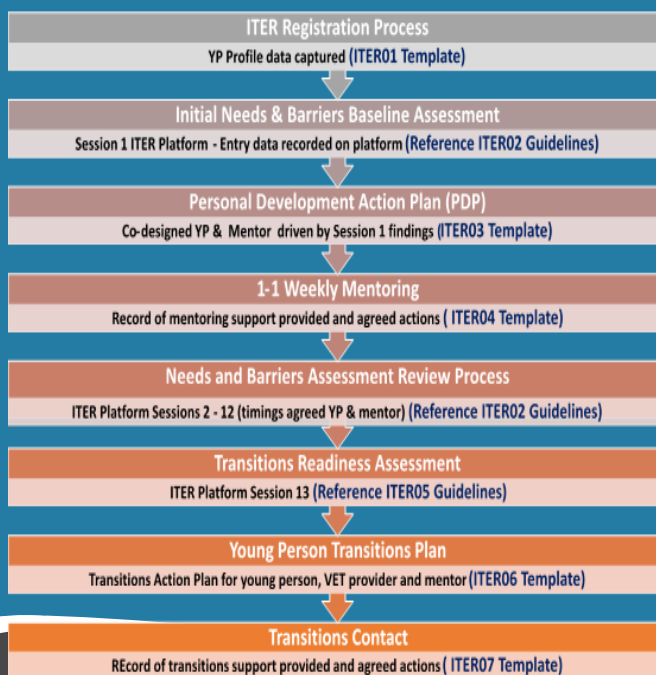 ITER Registration Process
YP Profile data captured (ITER01 Template)
Initial Needs & Barriers Baseline Assessment
Session 1 ITER Platform - Entry data recorded on platform (Reference ITER02 Guidelines)
Personal Development Action Plan (PDP)
Co-designed YP & Mentor driven by Session 1 findings (ITER03 Template)
1-1 Weekly Mentoring
Record of mentoring support provided and agreed actions ( ITER04 Template)
Needs and Barriers Assessment Review Process
ITER Platform Sessions 2 - 12 (timings agreed YP & mentor) (Reference ITER02 Guidelines)
Transitions Readiness Assessment
ITER Platform Session 13 (Reference ITER05 Guidelines)
Young Person Transitions Plan
Transitions Action Plan for young person, VET provider and mentor (ITER06 Template)
Transitions Contact
REcord of transitions support provided and agreed actions ( ITER07 Template)